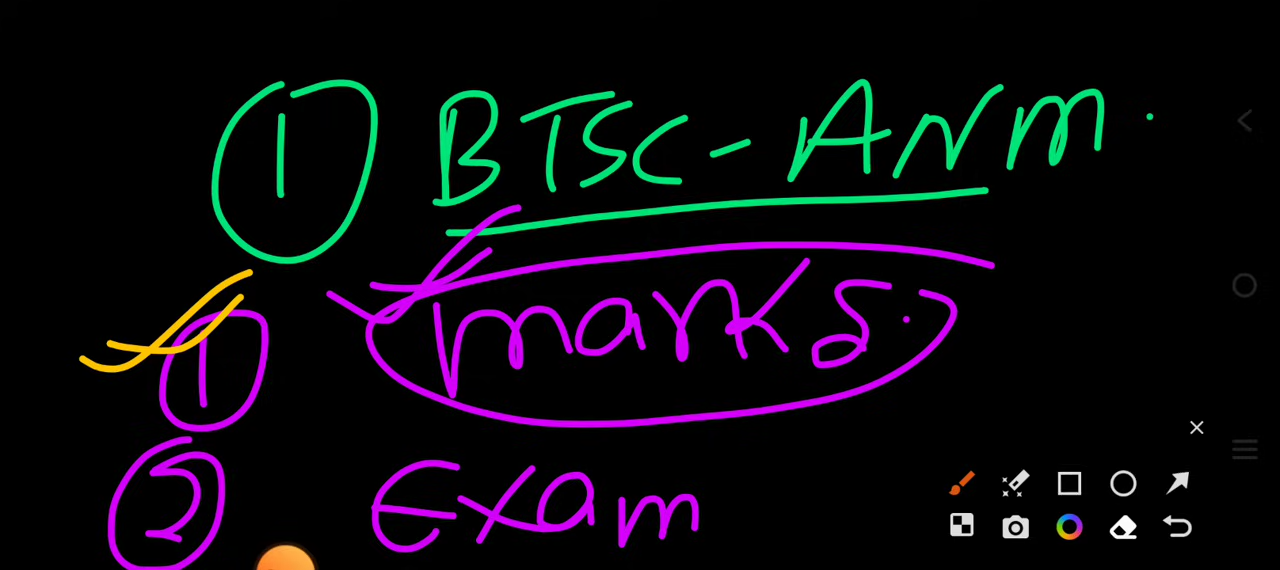 ① BTSC - ANM.
① marks.
② Exam